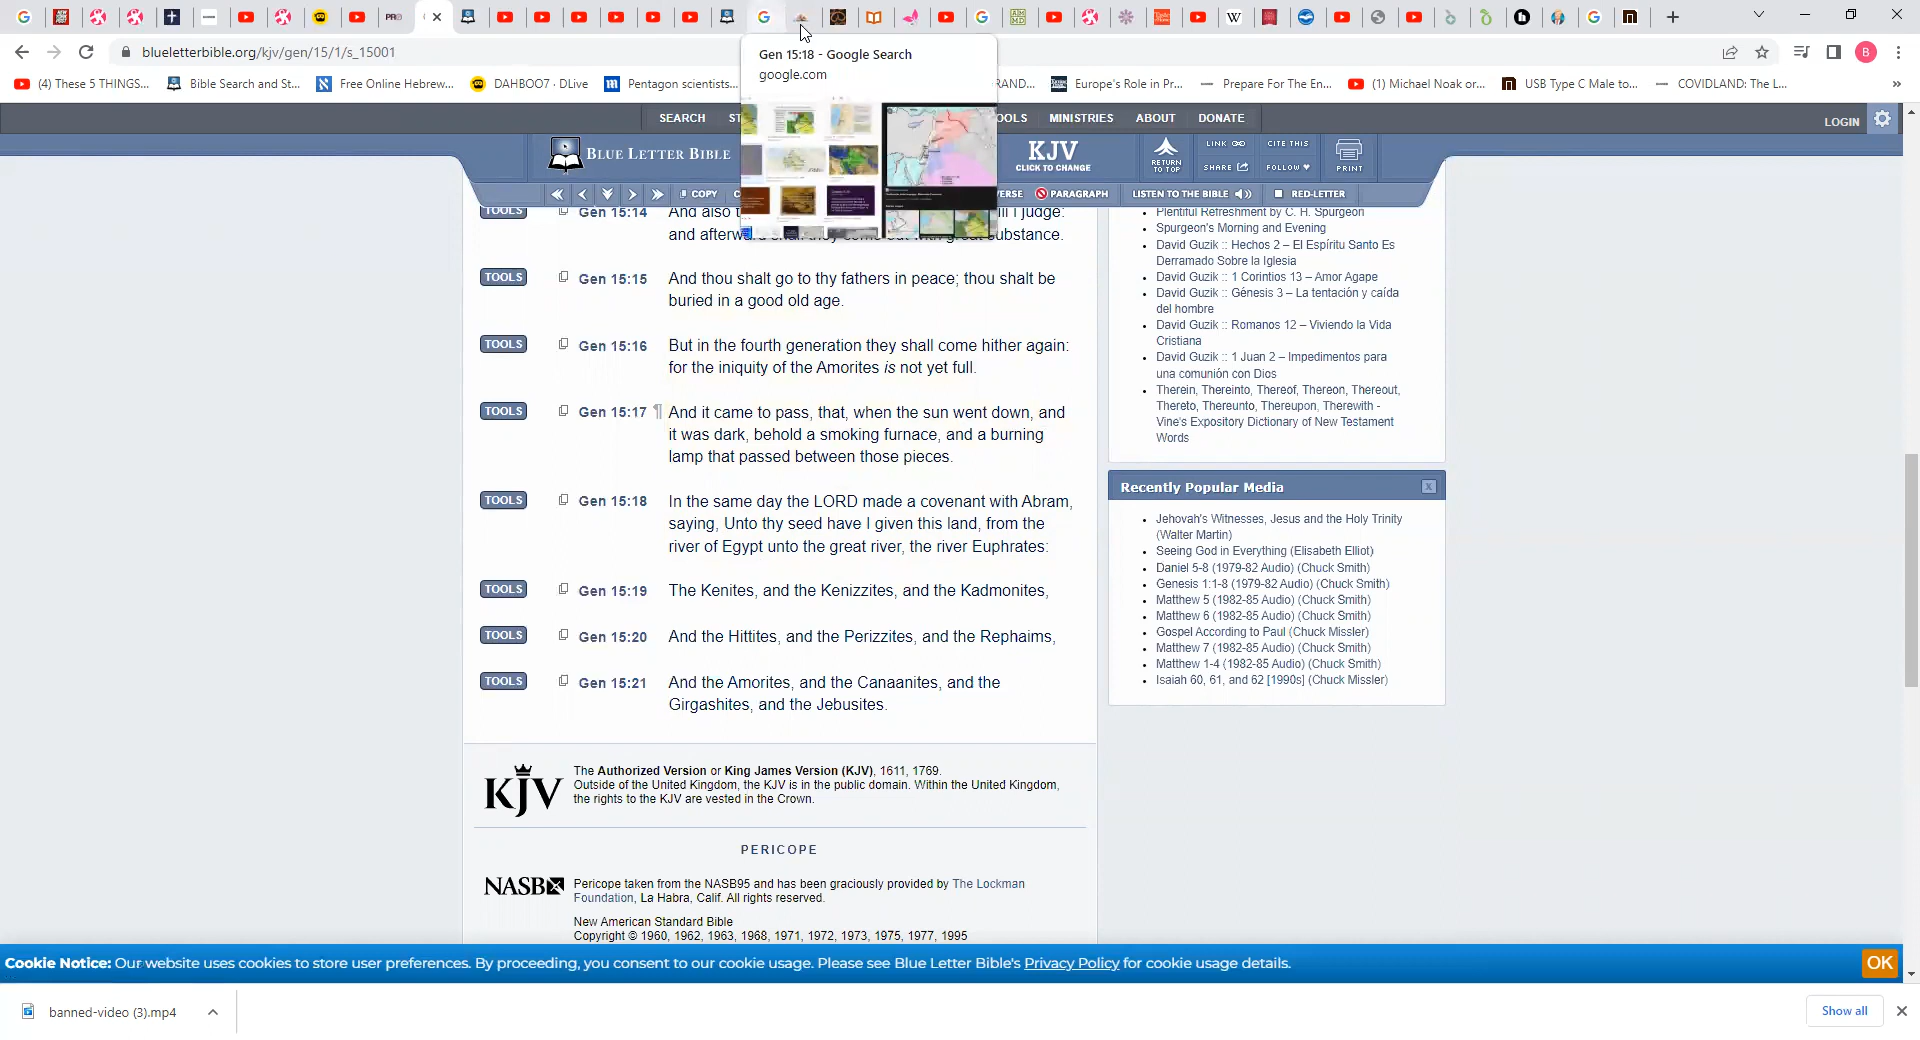 PRO
AIM
MD
blueletterbible.org/kjv/gen/15/1/s_15001
B
(4) These 5 THINGS...
Bible Search and St...
Free Online Hebrew...
DAHBOO7 · DLive
Pentagon scientists...
RAND...
Europe's Role in Pr...
Prepare For The En...
(1) Michael Noak or...
USB Type C Male to...
COVIDLAND: The L...
Gen 15:18 - Google Search
google.com
SEARCH
ST
OOLS
MINISTRIES
ABOUT
DONATE
LOGIN
BLUE LETTER BIBLE
KJV
CLICK TO CHANGE
RETURN
TO TOP
LINK
SHARE
CITE THIS
FOLLOW
PRINT
COPY
C
ERSE
PARAGRAPH
LISTEN TO THE BIBLE
RED-LETTER
TOOLS Gen 15:14 And also t ill I judge:
and afterward shall they come out with great substance.
TOOLS Gen 15:15 And thou shalt go to thy fathers in peace; thou shalt be
buried in a good old age.
TOOLS Gen 15:16 But in the fourth generation they shall come hither again:
for the iniquity of the Amorites is not yet full.
TOOLS Gen 15:17 ¶ And it came to pass, that, when the sun went down, and
it was dark, behold a smoking furnace, and a burning
lamp that passed between those pieces.
TOOLS Gen 15:18 In the same day the LORD made a covenant with Abram,
saying, Unto thy seed have I given this land, from the
river of Egypt unto the great river, the river Euphrates:
TOOLS Gen 15:19 The Kenites, and the Kenizzites, and the Kadmonites,
TOOLS Gen 15:20 And the Hittites, and the Perizzites, and the Rephaims,
TOOLS Gen 15:21 And the Amorites, and the Canaanites, and the
Girgashites, and the Jebusites.
KJV
The Authorized Version or King James Version (KJV), 1611, 1769.
Outside of the United Kingdom, the KJV is in the public domain. Within the United Kingdom,
the rights to the KJV are vested in the Crown.
PERICOPE
NASB
Pericope taken from the NASB95 and has been graciously provided by The Lockman
Foundation, La Habra, Calif. All rights reserved.
New American Standard Bible
Copyright © 1960, 1962, 1963, 1968, 1971, 1972, 1973, 1975, 1977, 1995
Plentiful Refreshment by C. H. Spurgeon
Spurgeon's Morning and Evening
David Guzik :: Hechos 2 – El Espíritu Santo Es
Derramado Sobre la Iglesia
David Guzik :: 1 Corintios 13 – Amor Agape
David Guzik :: Génesis 3 – La tentación y caída
del hombre
David Guzik :: Romanos 12 – Viviendo la Vida
Cristiana
David Guzik :: 1 Juan 2 – Impedimentos para
una comunión con Dios
Therein, Thereinto, Thereof, Thereon, Thereout,
Thereto, Thereunto, Thereupon, Therewith -
Vine's Expository Dictionary of New Testament
Words
Recently Popular Media
x
Jehovah's Witnesses, Jesus and the Holy Trinity
(Walter Martin)
Seeing God in Everything (Elisabeth Elliot)
Daniel 5-8 (1979-82 Audio) (Chuck Smith)
Genesis 1:1-8 (1979-82 Audio) (Chuck Smith)
Matthew 5 (1982-85 Audio) (Chuck Smith)
Matthew 6 (1982-85 Audio) (Chuck Smith)
Gospel According to Paul (Chuck Missler)
Matthew 7 (1982-85 Audio) (Chuck Smith)
Matthew 1-4 (1982-85 Audio) (Chuck Smith)
Isaiah 60, 61, and 62 [1990s] (Chuck Missler)
Cookie Notice: Our website uses cookies to store user preferences. By proceeding, you consent to our cookie usage. Please see Blue Letter Bible's Privacy Policy for cookie usage details.
OK
banned-video (3).mp4
Show all